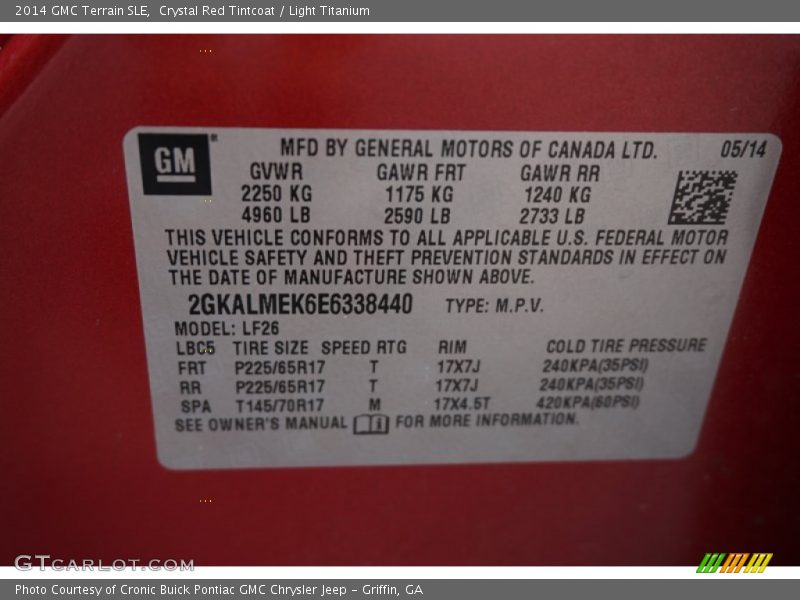 2014 GMC Terrain SLE, Crystal Red Tintcoat / Light Titanium
GM
MFD BY GENERAL MOTORS OF CANADA LTD. 05/14
GVWR GAWR FRT GAWR RR
2250 KG 1175 KG 1240 KG
4960 LB 2590 LB 2733 LB
THIS VEHICLE CONFORMS TO ALL APPLICABLE U.S. FEDERAL MOTOR
VEHICLE SAFETY AND THEFT PREVENTION STANDARDS IN EFFECT ON
THE DATE OF MANUFACTURE SHOWN ABOVE.
2GKALMEK6E6338440 TYPE: M.P.V.
MODEL: LF26
LBC5 TIRE SIZE SPEED RTG RIM COLD TIRE PRESSURE
FRT P225/65R17 T 17X7J 240KPA(35PSI)
RR P225/65R17 T 17X7J 240KPA(35PSI)
SPA T145/70R17 M 17X4.5T 420KPA(60PSI)
SEE OWNER'S MANUAL FOR MORE INFORMATION.
GTCARLOT.COM
Photo Courtesy of Cronic Buick Pontiac GMC Chrysler Jeep - Griffin, GA